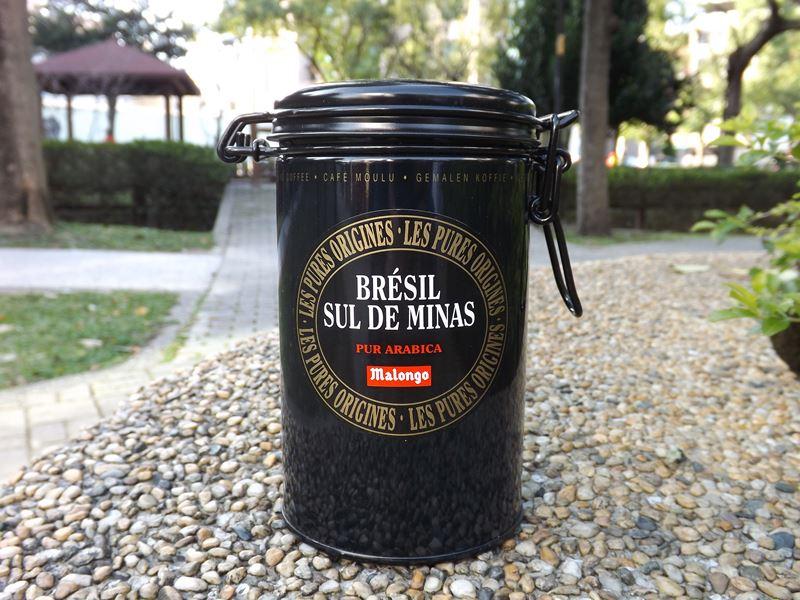 COFFEE • CAFÉ MOULU • GEMALEN KOFFIE •
LES PURES ORIGINES • LES PURES ORIGINES • LES PURES ORIGINES • LES PURES ORIGINES •
BRÉSIL
SUL DE MINAS
PUR ARABICA
Malongo